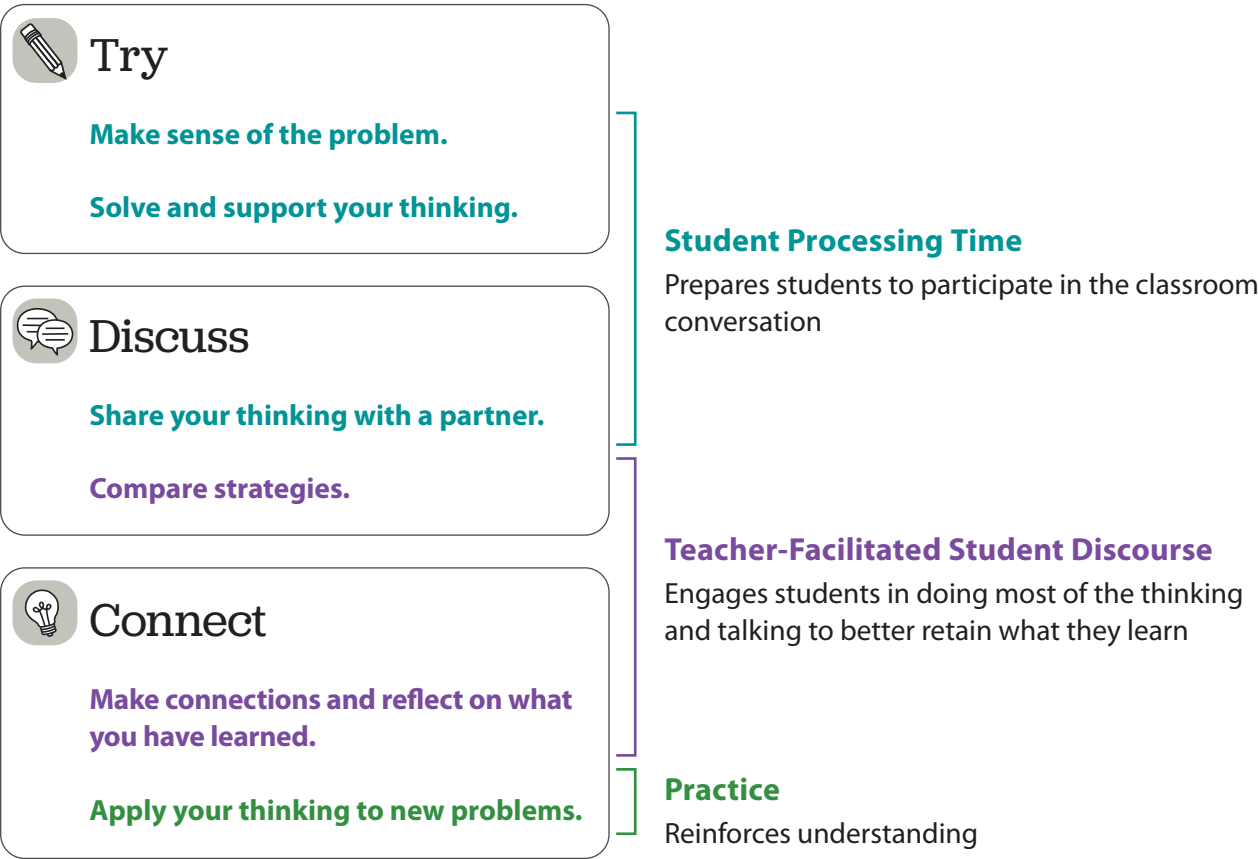 Try
Make sense of the problem.
Solve and support your thinking.
Student Processing Time
Prepares students to participate in the classroom
conversation
Discuss
Share your thinking with a partner.
Compare strategies.
Teacher-Facilitated Student Discourse
Engages students in doing most of the thinking
and talking to better retain what they learn
Connect
Make connections and reflect on what
you have learned.
Apply your thinking to new problems.
Practice
Reinforces understanding